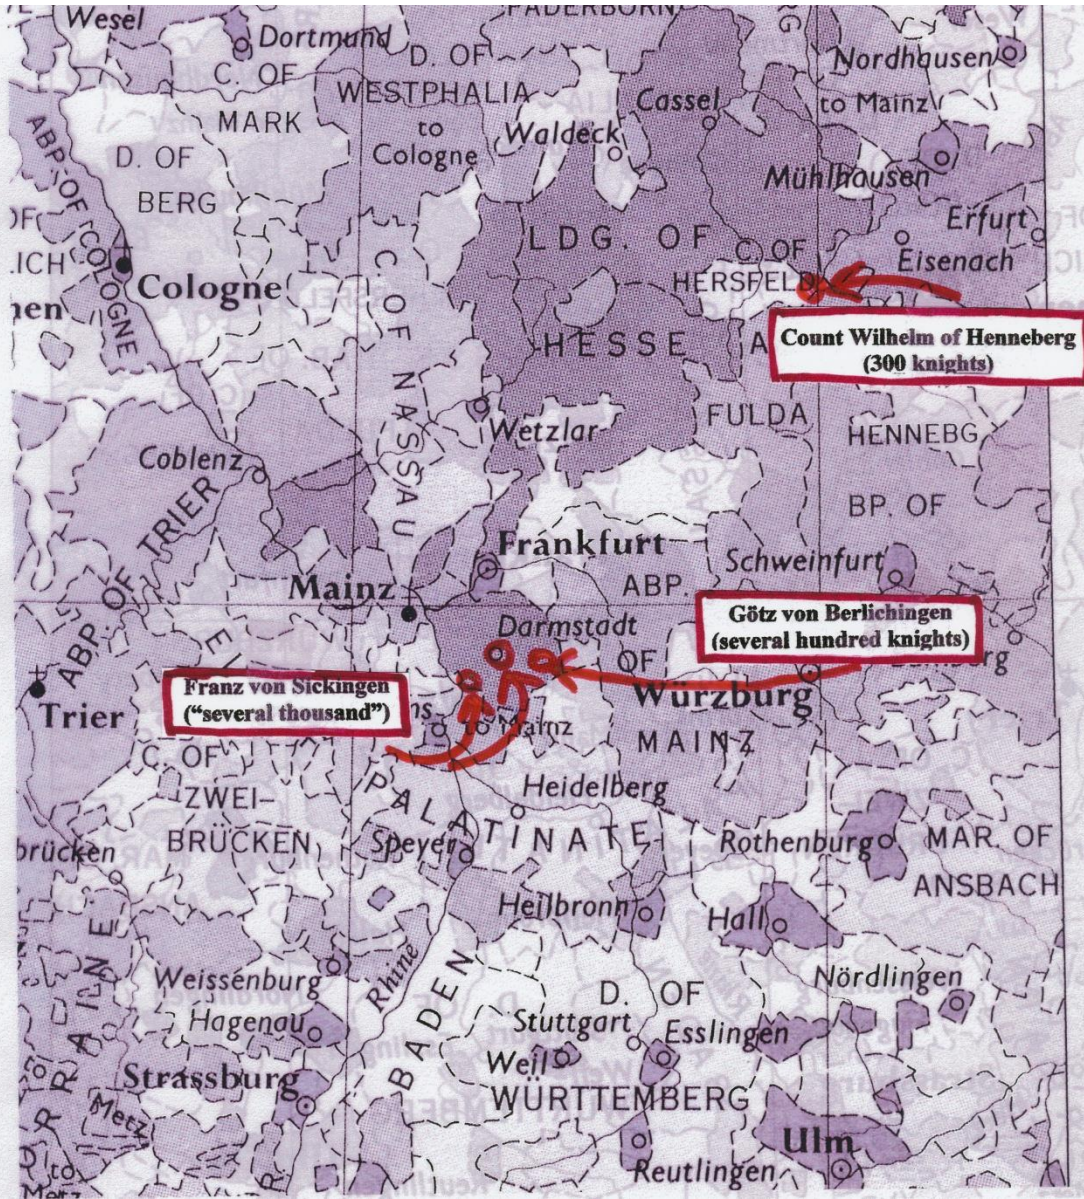 Wesel
Dortmund
C. OF
MARK
D. OF
WESTPHALIA
to
Cologne
PADERBORN
Waldeck
Cassel
Nordhausen
to Mainz
Mühlhausen
D. OF
BERG
ABP. OF COLOGNE
Cologne
LDG. OF
HESSE
C. OF
HERSFELD
Erfurt
Eisenach
Count Wilhelm of Henneberg
(300 knights)
C. OF NASSAU
Wetzlar
FULDA
HENNEBG.
Coblenz
ABP. OF TRIER
BP. OF
Schweinfurt
Frankfurt
Mainz
ABP.
OF
MAINZ
Götz von Berlichingen
(several hundred knights)
Darmstadt
Würzburg
Franz von Sickingen
(“several thousand”)
Trier
to Mainz
C. OF
ZWEI-
BRÜCKEN
PALATINATE
Heidelberg
Speyer
Rothenburg
MAR. OF
ANSBACH
brücken
Heilbronn
Hall
Weissenburg
Rhine
Nördlingen
Hagenau
BADEN
D. OF
Stuttgart
Esslingen
Weil
WÜRTTEMBERG
Strassburg
Metz
Ulm
Reutlingen